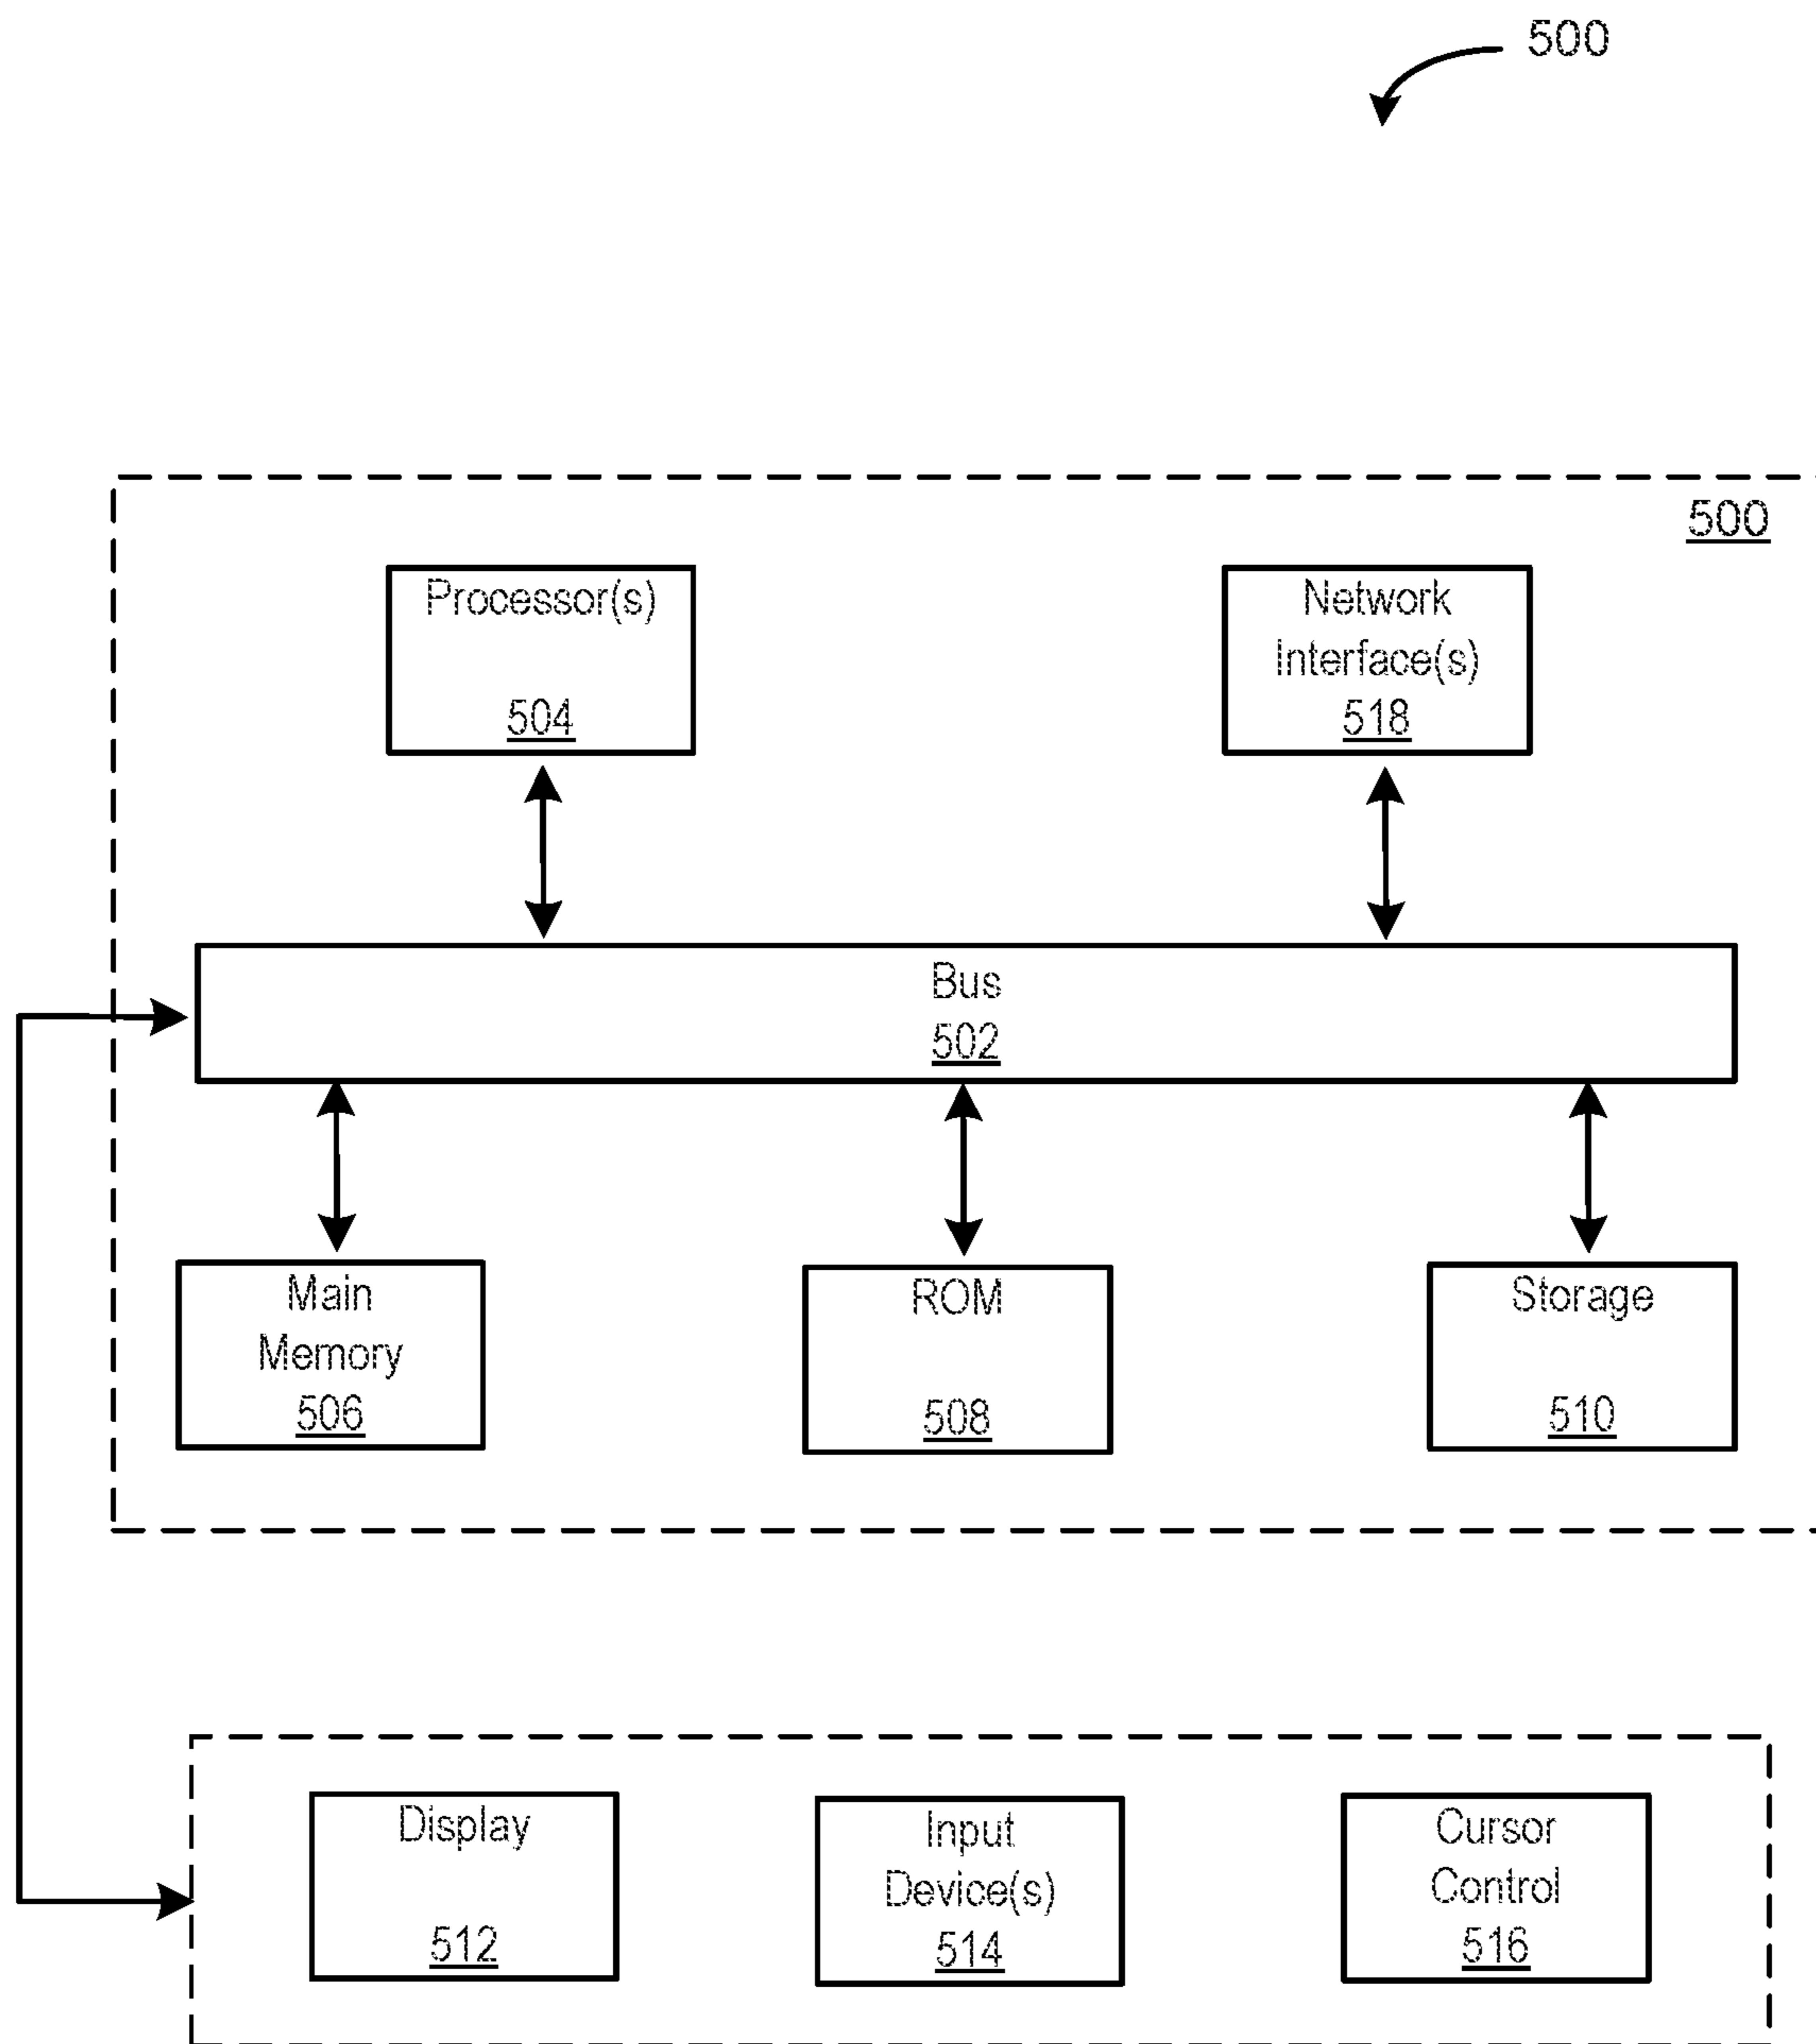 500
500
Processor(s)
504
Network
Interface(s)
518
Bus
502
Main
Memory
506
ROM
508
Storage
510
Display
512
Input
Device(s)
514
Cursor
Control
516